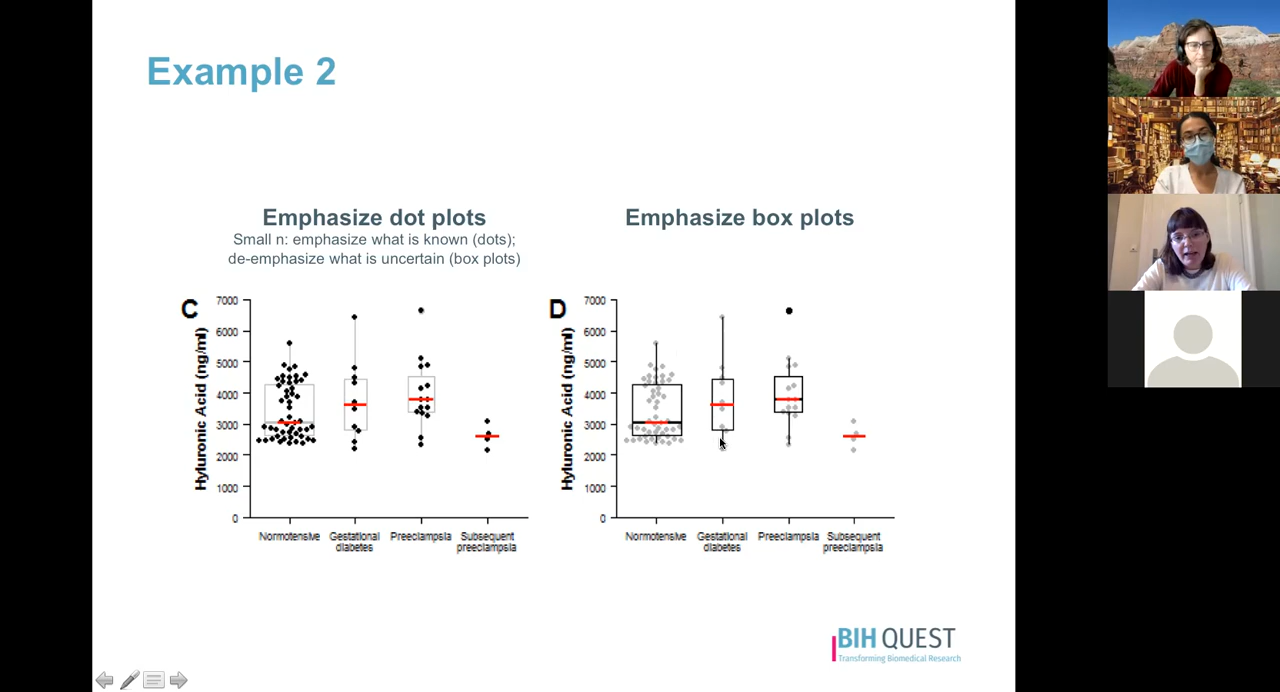 Example 2
Emphasize dot plots
Small n: emphasize what is known (dots);
de-emphasize what is uncertain (box plots)
Emphasize box plots
C
Hyluronic Acid (ng/ml)
7000
6000
5000
4000
3000
2000
1000
0
Normotensive
Gestational
diabetes
Preeclampsia
Subsequent
preeclampsia
D
Hyluronic Acid (ng/ml)
7000
6000
5000
4000
3000
2000
1000
0
Normotensive
Gestational
diabetes
Preeclampsia
Subsequent
preeclampsia
BIH QUEST
Transforming Biomedical Research